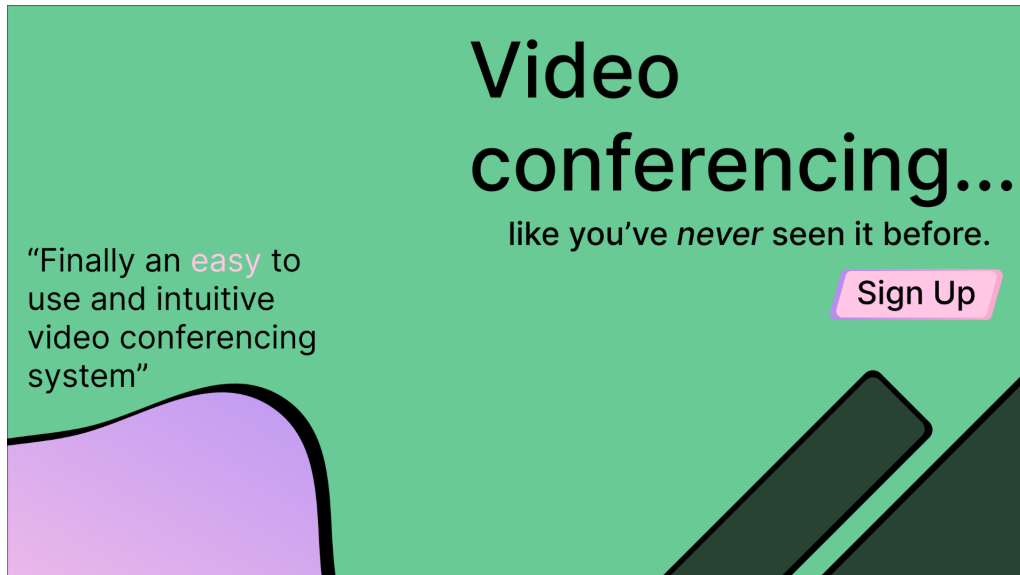 Video
conferencing...
like you’ve never seen it before.
Sign Up
“Finally an easy to
use and intuitive
video conferencing
system”